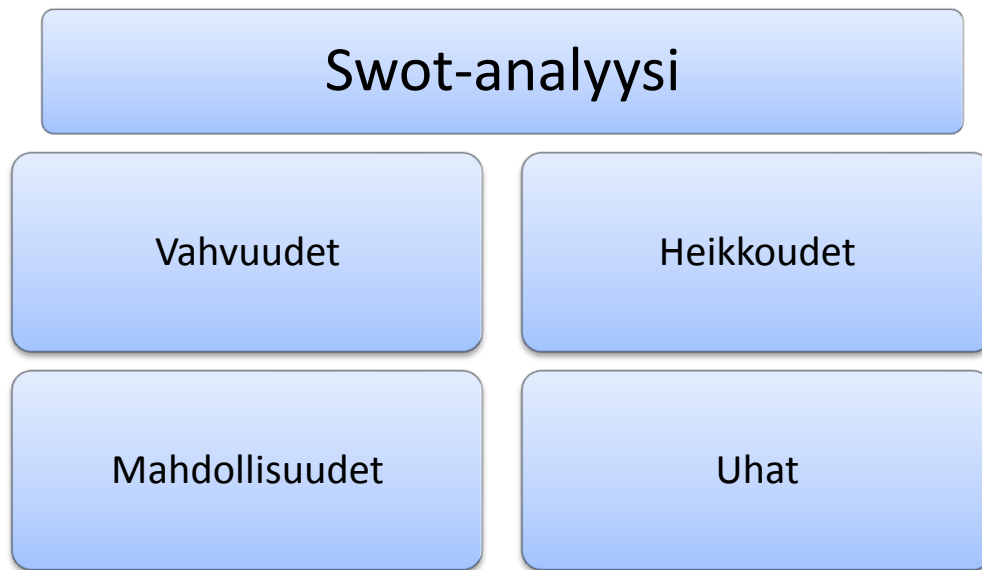 Swot-analyysi
Vahvuudet
Heikkoudet
Mahdollisuudet
Uhat